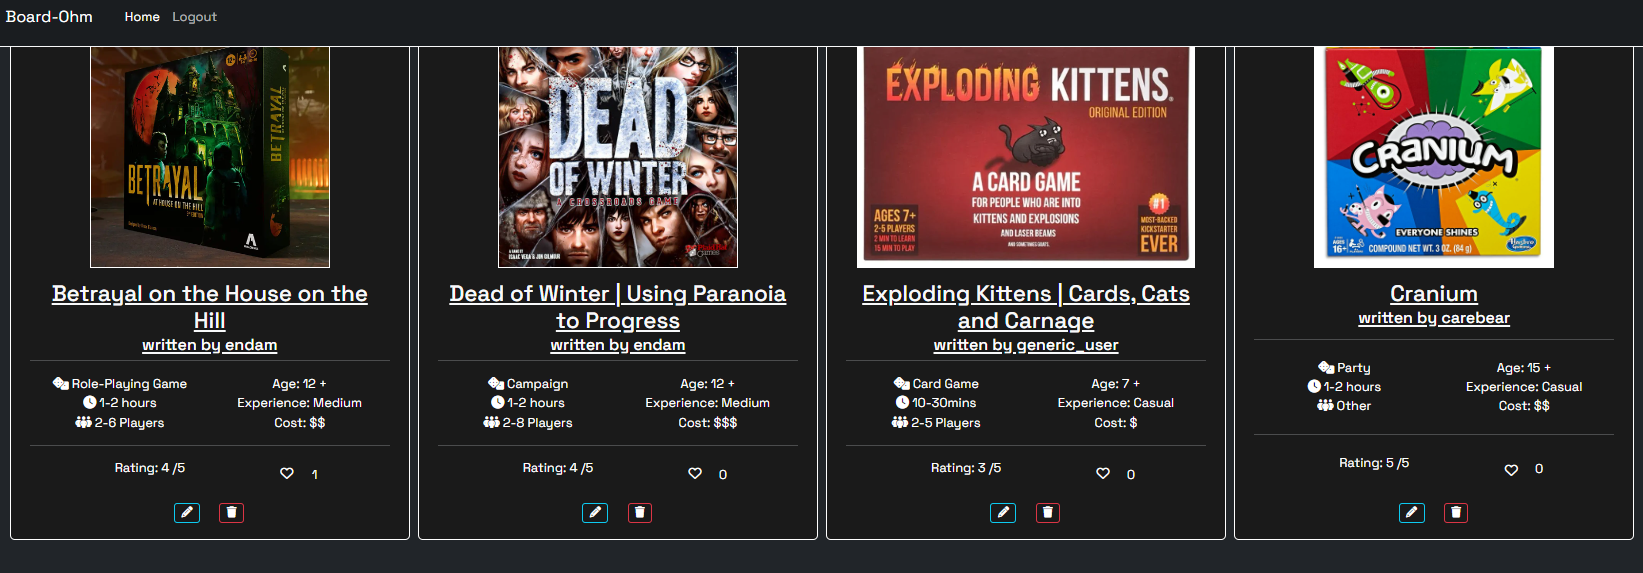 Board-Ohm Home Logout
BETRAYAL
AT HOUSE ON THE HILL
BETRAYAL
DEAD
OF WINTER
A CROSSROADS GAME
ISAAC VEGA & JON GILMOUR
EXPLODING KITTENS
ORIGINAL EDITION
A CARD GAME
FOR PEOPLE WHO ARE INTO
KITTENS AND EXPLOSIONS
AND LASER BEAMS
AND SOMETIMES GOATS
AGES 7+
2-5 PLAYERS
2 MIN TO LEARN
15 MIN TO PLAY
#1
MOST-BACKED
KICKSTARTER
EVER
CRANIUM
EVERYONE SHINES
AGES
16+
COMPOUND NET WT. 3 OZ. (84 g)
Hasbro
Betrayal on the House on the
Hill
written by endam
Role-Playing Game
1-2 hours
2-6 Players
Age: 12 +
Experience: Medium
Cost: $$
Rating: 4 /5
1
Dead of Winter | Using Paranoia
to Progress
written by endam
Campaign
1-2 hours
2-8 Players
Age: 12 +
Experience: Medium
Cost: $$$
Rating: 4 /5
0
Exploding Kittens | Cards, Cats
and Carnage
written by generic_user
Card Game
10-30mins
2-5 Players
Age: 7 +
Experience: Casual
Cost: $
Rating: 3 /5
0
Cranium
written by carebear
Party
1-2 hours
Other
Age: 15 +
Experience: Casual
Cost: $$
Rating: 5 /5
0